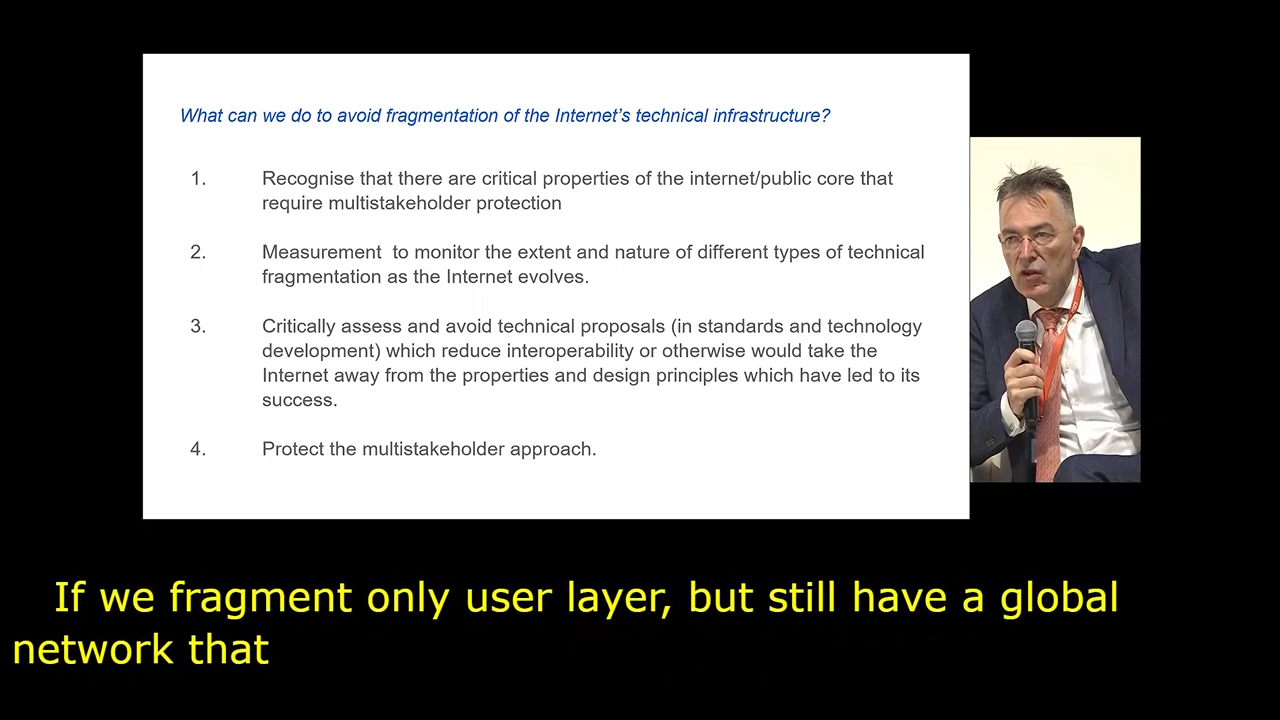 What can we do to avoid fragmentation of the Internet's technical infrastructure?
1. Recognise that there are critical properties of the internet/public core that
require multistakeholder protection
2. Measurement  to monitor the extent and nature of different types of technical
fragmentation as the Internet evolves.
3. Critically assess and avoid technical proposals (in standards and technology
development) which reduce interoperability or otherwise would take the
Internet away from the properties and design principles which have led to its
success.
4. Protect the multistakeholder approach.
If we fragment only user layer, but still have a global
network that